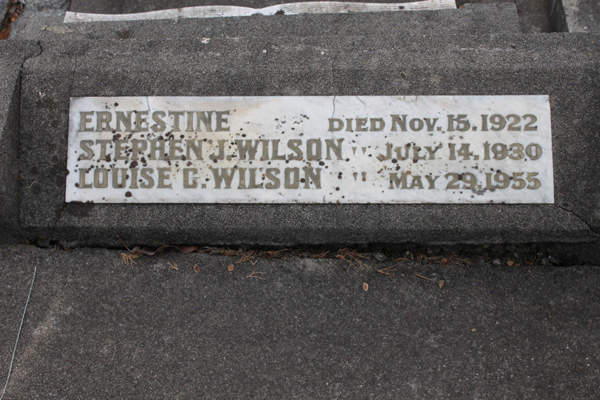 ERNESTINE DIED NOV. 15. 1922
STEPHEN J. WILSON " JULY 14. 1930
LOUISE C. WILSON " MAY 29. 1955